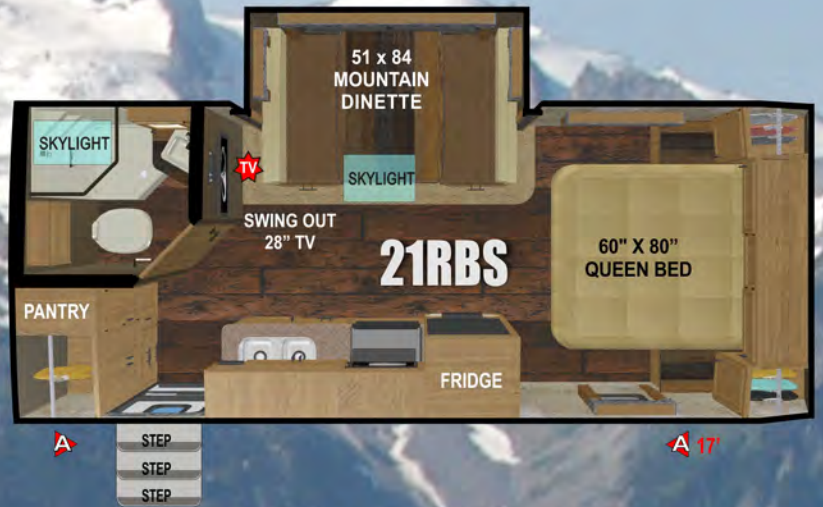 51 x 84
MOUNTAIN
DINETTE
SKYLIGHT
TV
SKYLIGHT
SWING OUT
28” TV
21RBS
60" X 80”
QUEEN BED
PANTRY
FRIDGE
A
A 17'
STEP
STEP
STEP